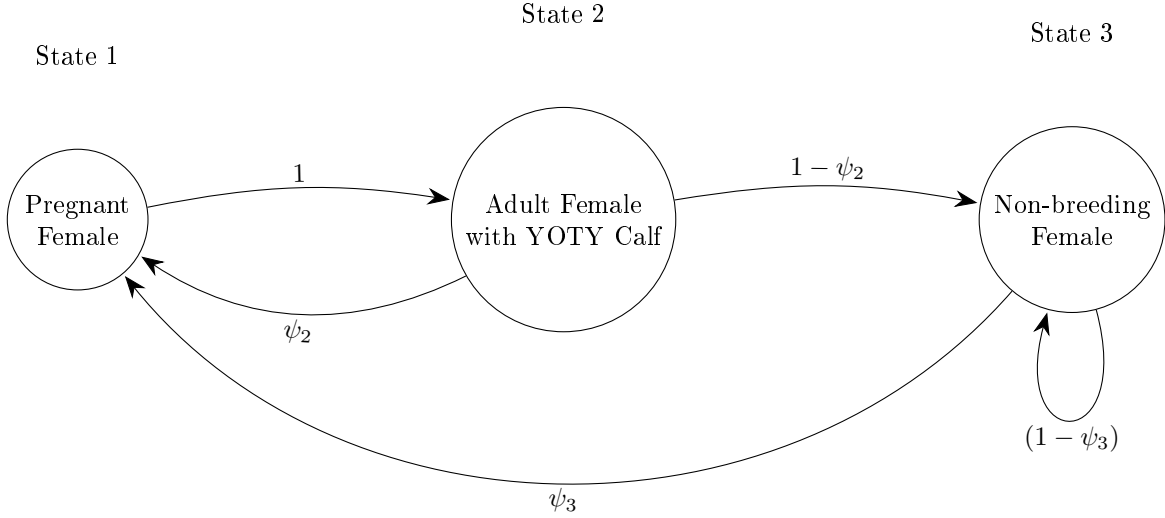 State 1
State 2
State 3
Pregnant
Female
1
Adult Female
with YOTY Calf
1 − ψ₂
Non-breeding
Female
ψ₂
(1 − ψ₃)
ψ₃